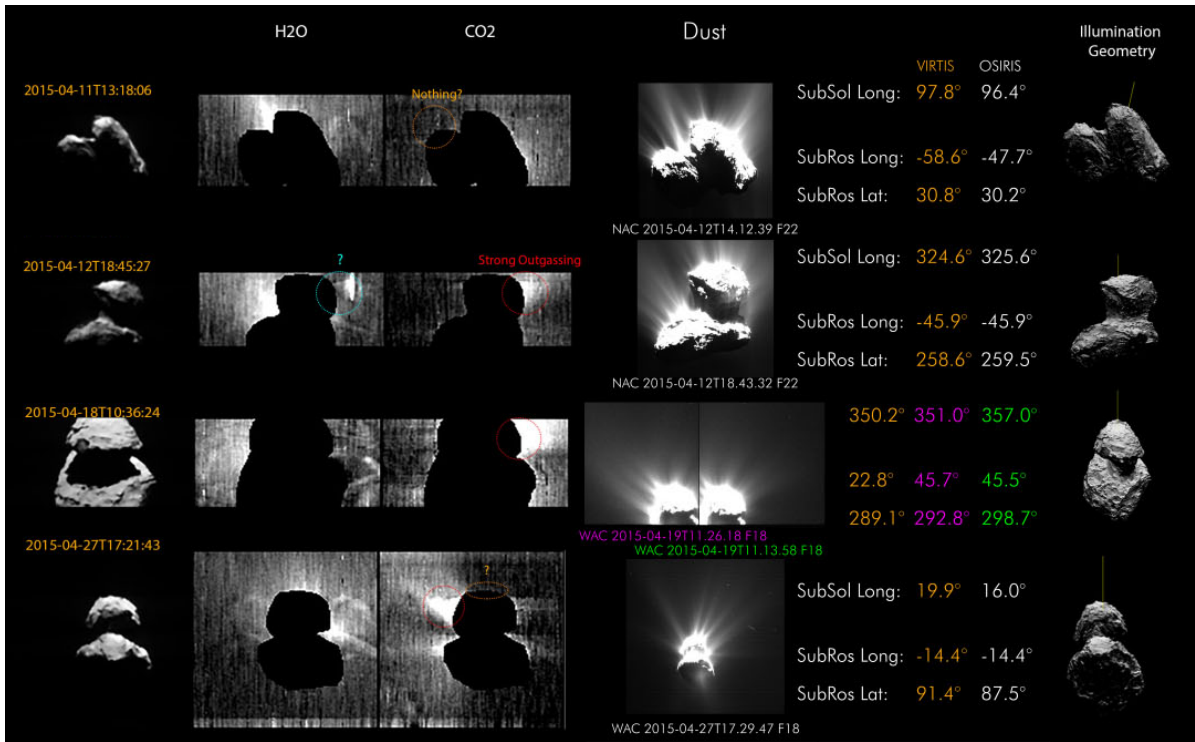 H2O CO2 Dust Illumination
Geometry
VIRTIS OSIRIS
2015-04-11T13:18:06
Nothing?
SubSol Long: 97.8° 96.4°
SubRos Long: -58.6° -47.7°
SubRos Lat: 30.8° 30.2°
NAC 2015-04-12T14.12.39 F22
2015-04-12T18:45:27
?
Strong Outgassing
SubSol Long: 324.6° 325.6°
SubRos Long: -45.9° -45.9°
SubRos Lat: 258.6° 259.5°
NAC 2015-04-12T18.43.32 F22
2015-04-18T10:36:24
350.2° 351.0° 357.0°
22.8° 45.7° 45.5°
289.1° 292.8° 298.7°
WAC 2015-04-19T11.26.18 F18
WAC 2015-04-19T11.13.58 F18
2015-04-27T17:21:43
?
SubSol Long: 19.9° 16.0°
SubRos Long: -14.4° -14.4°
SubRos Lat: 91.4° 87.5°
WAC 2015-04-27T17.29.47 F18